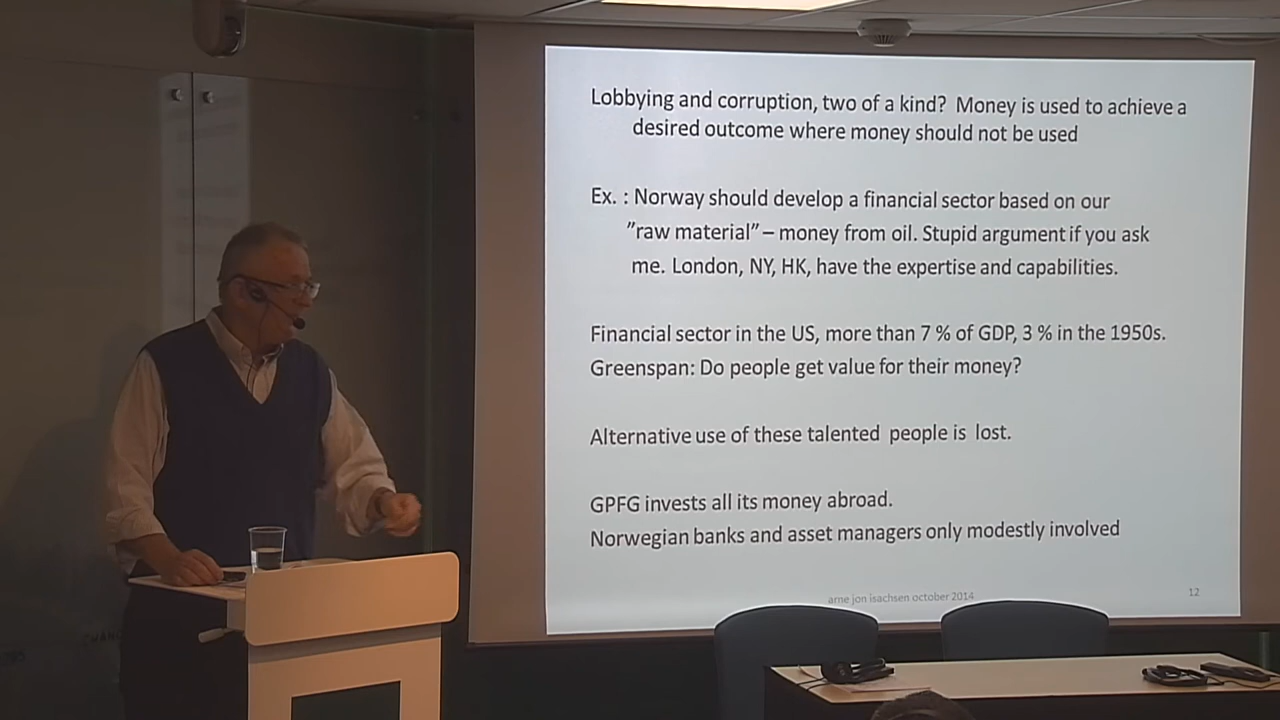 Lobbying and corruption, two of a kind? Money is used to achieve a
desired outcome where money should not be used
Ex. : Norway should develop a financial sector based on our
”raw material” – money from oil. Stupid argument if you ask
me. London, NY, HK, have the expertise and capabilities.
Financial sector in the US, more than 7 % of GDP, 3 % in the 1950s.
Greenspan: Do people get value for their money?
Alternative use of these talented people is lost.
GPFG invests all its money abroad.
Norwegian banks and asset managers only modestly involved
arne jon isachsen october 2014
12